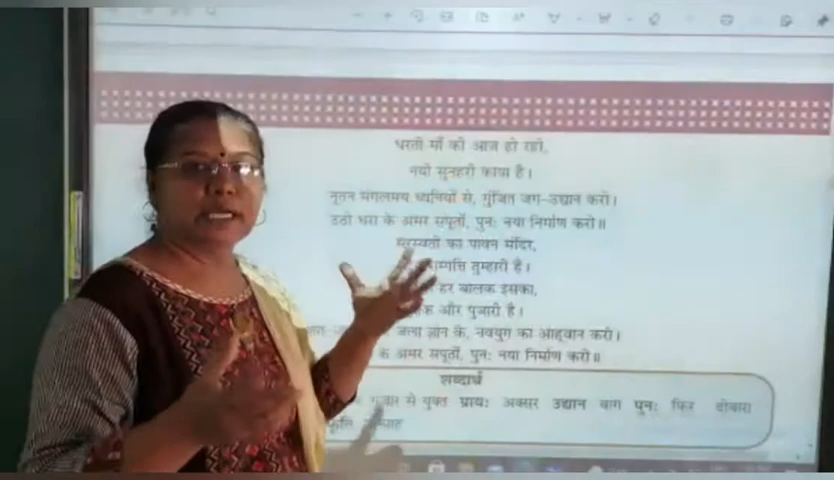 धरती माँ की आज हो रही,
नयी सुनहरी काया है।
नूतन मंगलमय ध्वनियों से, गुंजित जग-उद्यान करो।
उठो धरा के अमर सपूतों, पुनः नया निर्माण करो॥
सरस्वती का पावन मंदिर,
तुम्हारी है।
हर बालक इसका,
और पुजारी है।
जला ज्ञान के, नवयुग का आह्वान करो।
के अमर सपूतों, पुनः नया निर्माण करो॥
शब्दार्थ
से युक्त प्रायः अक्सर उद्यान बाग पुनः फिर दोबारा